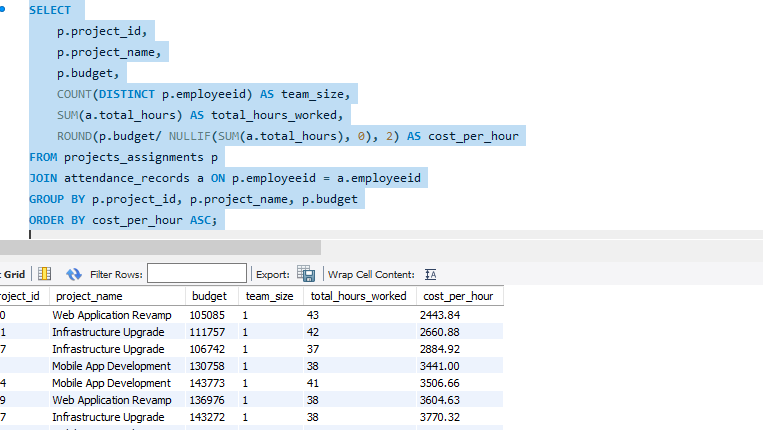 SELECT
p.project_id,
p.project_name,
p.budget,
COUNT(DISTINCT p.employeeid) AS team_size,
SUM(a.total_hours) AS total_hours_worked,
ROUND(p.budget/ NULLIF(SUM(a.total_hours), 0), 2) AS cost_per_hour
FROM projects_assignments p
JOIN attendance_records a ON p.employeeid = a.employeeid
GROUP BY p.project_id, p.project_name, p.budget
ORDER BY cost_per_hour ASC;
Grid Filter Rows: Export: Wrap Cell Content:
roject_id project_name budget team_size total_hours_worked cost_per_hour
0 Web Application Revamp 105085 1 43 2443.84
1 Infrastructure Upgrade 111757 1 42 2660.88
7 Infrastructure Upgrade 106742 1 37 2884.92
Mobile App Development 130758 1 38 3441.00
4 Mobile App Development 143773 1 41 3506.66
9 Web Application Revamp 136976 1 38 3604.63
7 Infrastructure Upgrade 143272 1 38 3770.32